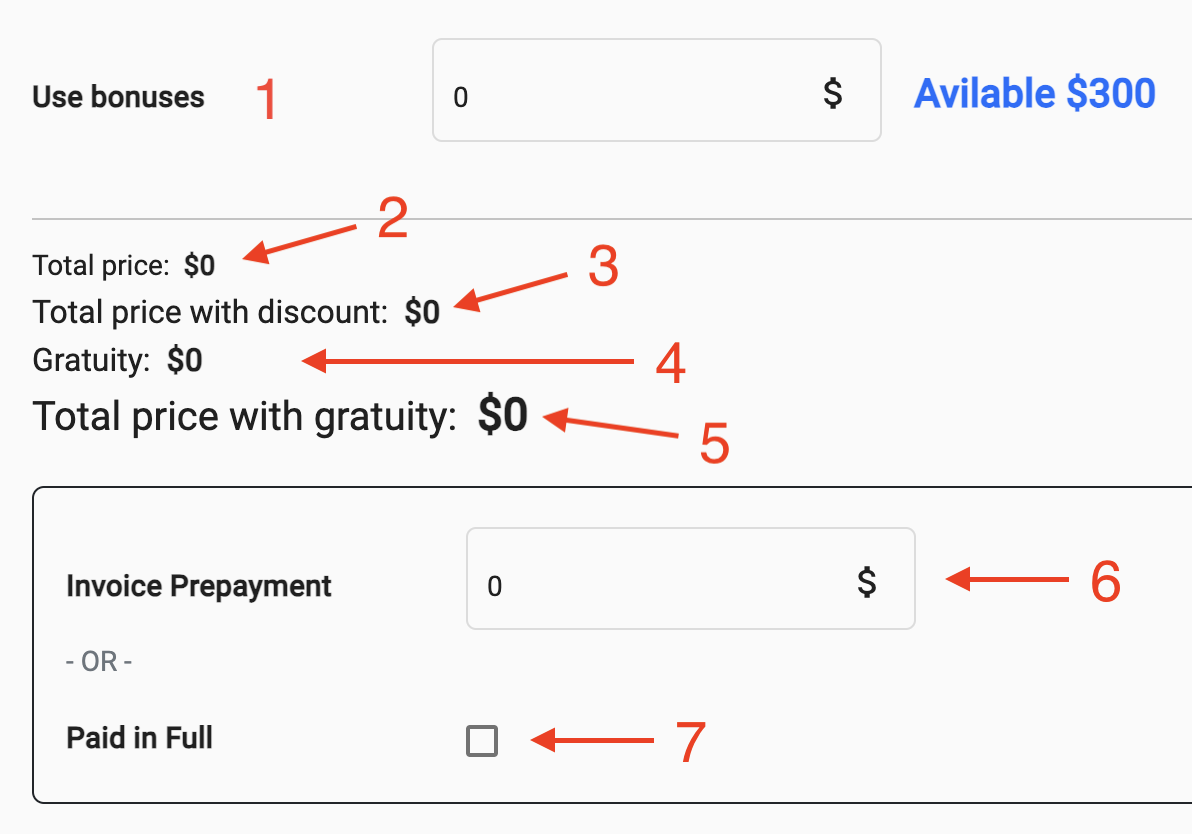 Use bonuses 1 0 $ Avilable $300
2
Total price: $0
3
Total price with discount: $0
Gratuity: $0 4
Total price with gratuity: $0
5
Invoice Prepayment 0 $ 6
- OR -
Paid in Full 7